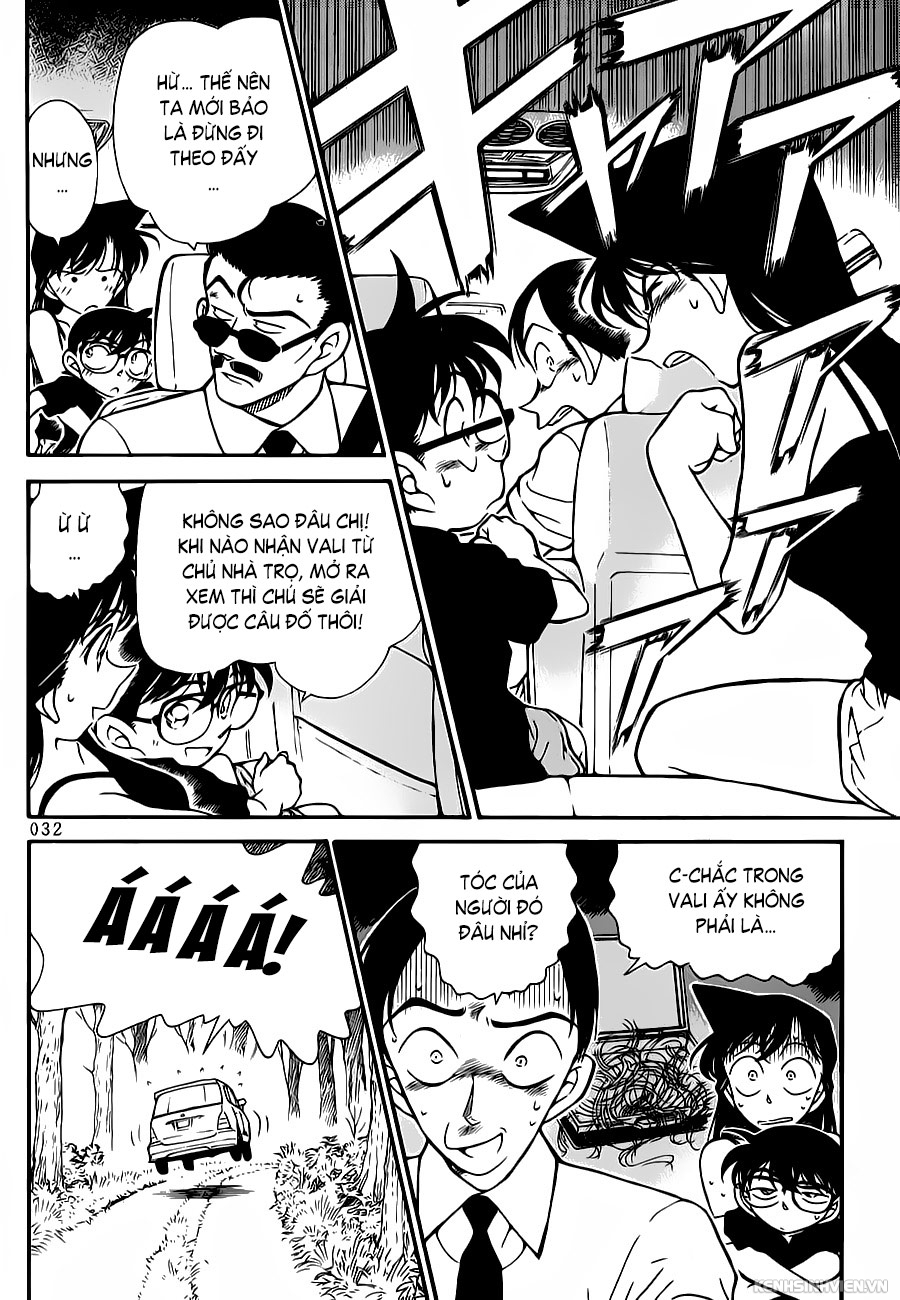 HỪ... THẾ NÊN
TA MỚI BẢO
LÀ ĐỪNG ĐI
THEO ĐẤY
...
NHƯNG
...
KHÔNG SAO ĐÂU CHỊ!
KHI NÀO NHẬN VALI TỪ
CHỦ NHÀ TRỌ, MỞ RA
XEM THÌ CHÚ SẼ GIẢI
ĐƯỢC CÂU ĐỐ THÔI!
Ừ Ừ
...
032
C-CHẮC TRONG
VALI ẤY KHÔNG
PHẢI LÀ...
TÓC CỦA
NGƯỜI ĐÓ
ĐÂU NHỈ?
ÁÁÁÁ!
KENHSINHVIEN.VN